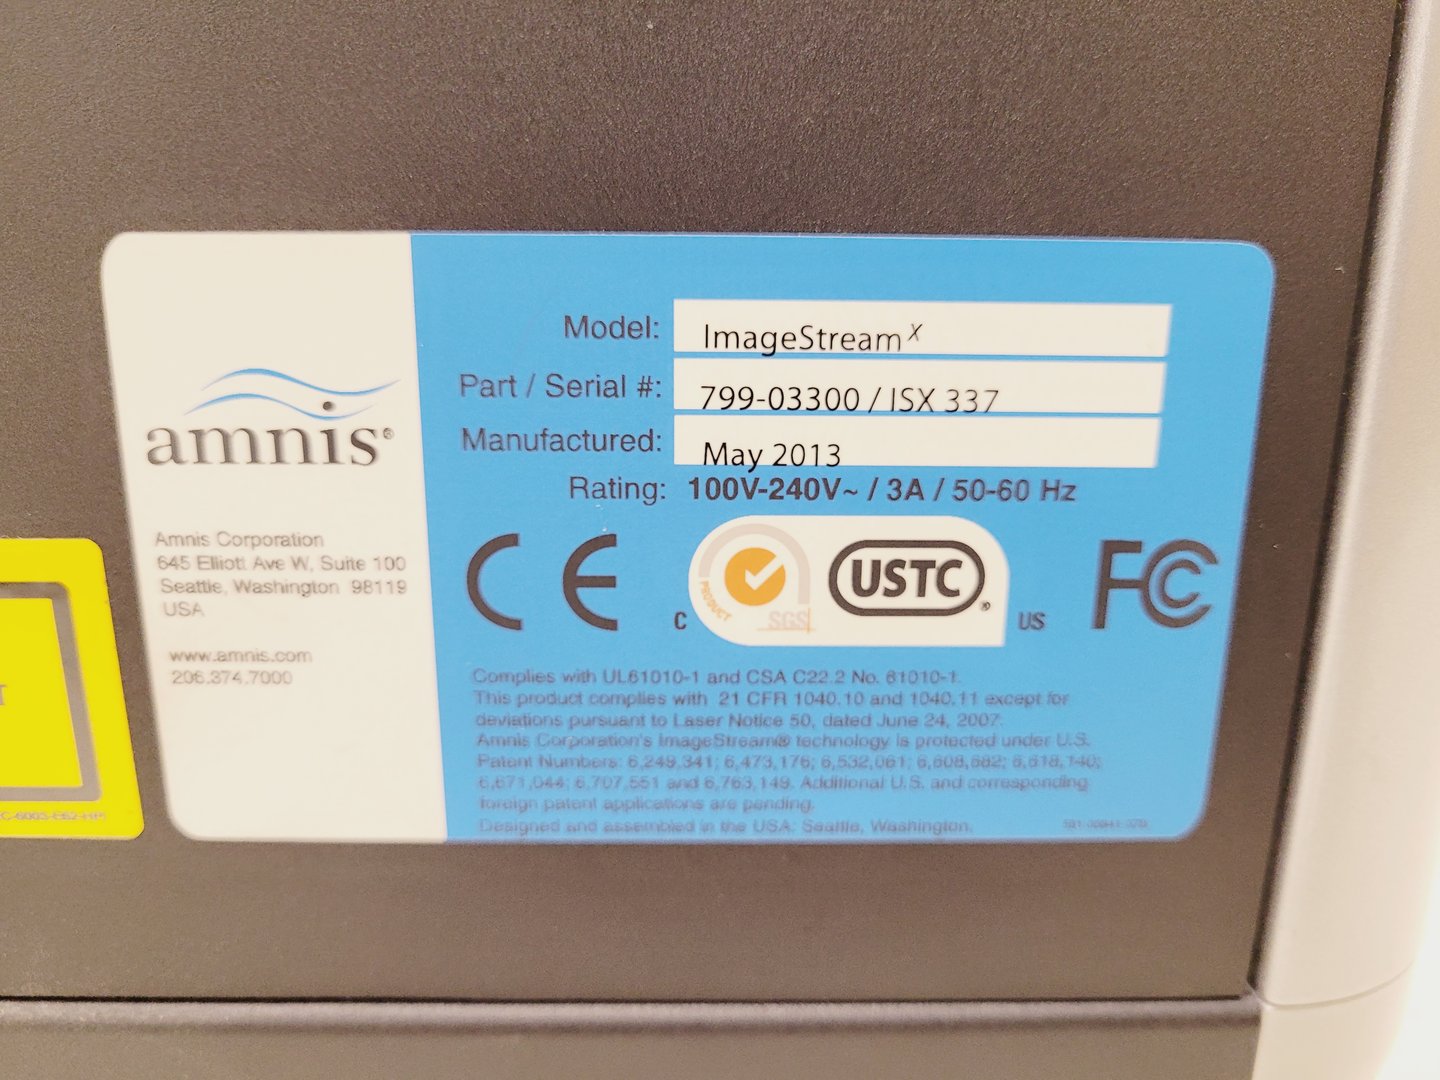 Model: ImageStream X
Part / Serial #: 799-03300 / ISX 337
Manufactured: May 2013
Rating: 100V-240V~ / 3A / 50-60 Hz
amnis®
Amnis Corporation
645 Elliott Ave W, Suite 100
Seattle, Washington 98119
USA
www.amnis.com
206.374.7000
CE
C
PRODUCT
SGS
USTC®
US
FC
Complies with UL61010-1 and CSA C22.2 No. 61010-1.
This product complies with 21 CFR 1040.10 and 1040.11 except for
deviations pursuant to Laser Notice 50, dated June 24, 2007.
Amnis Corporation's ImageStream® technology is protected under U.S.
Patent Numbers: 6,249,341; 6,473,176; 6,532,061; 6,608,682; 6,618,140;
6,671,044; 6,707,551 and 6,763,149. Additional U.S. and corresponding
foreign patent applications are pending.
Designed and assembled in the USA: Seattle, Washington.
T